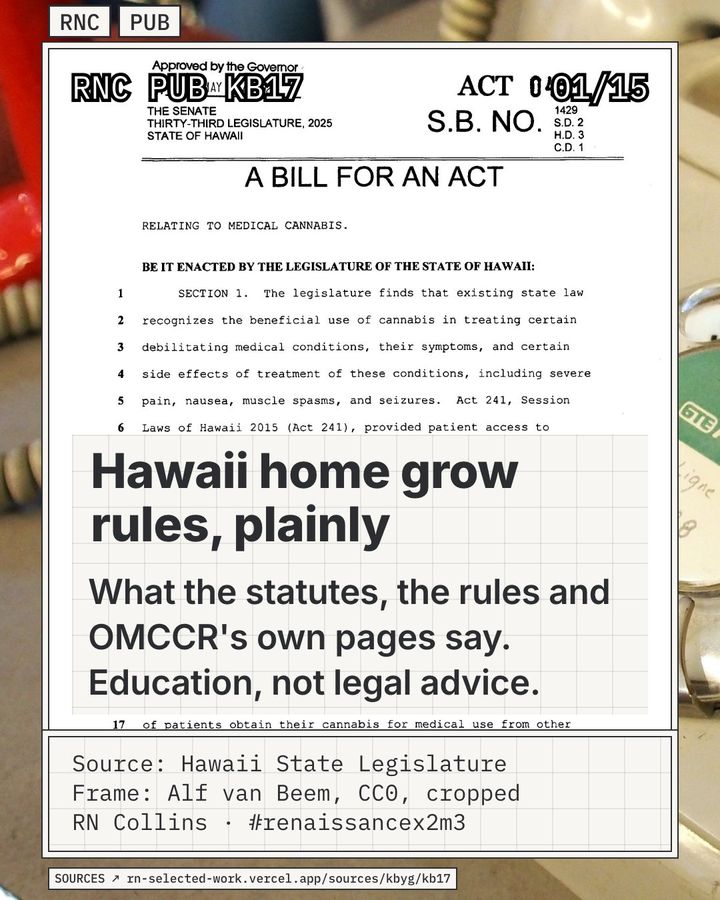 RNC PUB
Approved by the Governor
RNC PUB KB17
ACT
01/15
THE SENATE
THIRTY-THIRD LEGISLATURE, 2025
STATE OF HAWAII
S.B. NO.
1429
S.D. 2
H.D. 3
C.D. 1
A BILL FOR AN ACT
RELATING TO MEDICAL CANNABIS.
BE IT ENACTED BY THE LEGISLATURE OF THE STATE OF HAWAII:
1 SECTION 1. The legislature finds that existing state law
2 recognizes the beneficial use of cannabis in treating certain
3 debilitating medical conditions, their symptoms, and certain
4 side effects of treatment of these conditions, including severe
5 pain, nausea, muscle spasms, and seizures. Act 241, Session
6 Laws of Hawaii 2015 (Act 241), provided patient access to
Hawaii home grow
rules, plainly
What the statutes, the rules and
OMCCR's own pages say.
Education, not legal advice.
17 of patients obtain their cannabis for medical use from other
Source: Hawaii State Legislature
Frame: Alf van Beem, CC0, cropped
RN Collins · #renaissancex2m3
SOURCES ↗ rn-selected-work.vercel.app/sources/kbyg/kb17
GTE